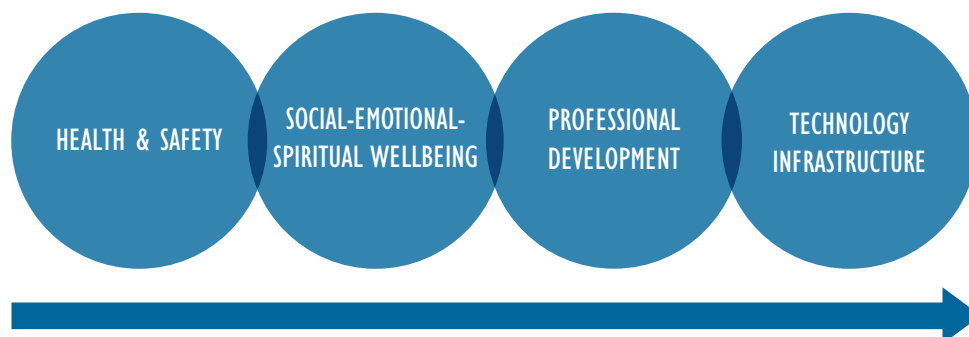 HEALTH & SAFETY
SOCIAL-EMOTIONAL-
SPIRITUAL WELLBEING
PROFESSIONAL
DEVELOPMENT
TECHNOLOGY
INFRASTRUCTURE